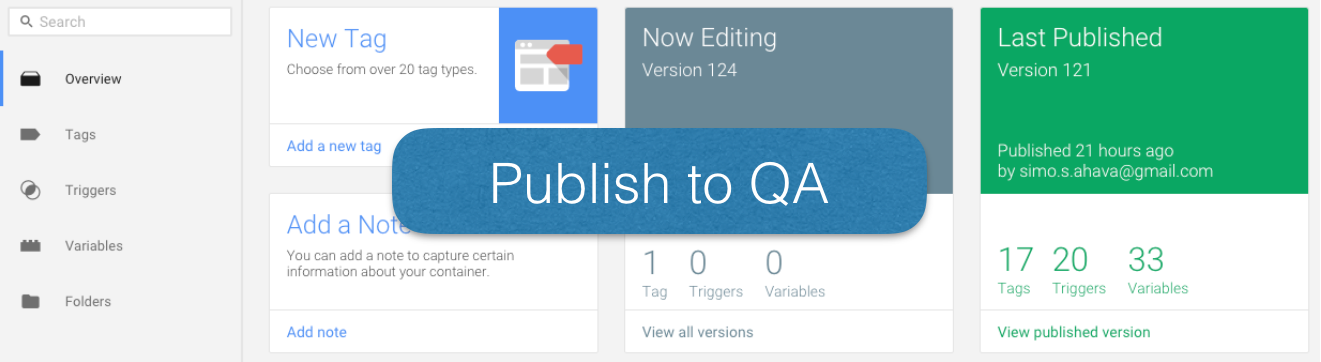 Search
Overview
Tags
Triggers
Variables
Folders
New Tag
Choose from over 20 tag types.
Add a new tag
Add a Note
You can add a note to capture certain
information about your container.
Add note
Publish to QA
Now Editing
Version 124
1 0 0
Tag Triggers Variables
View all versions
Last Published
Version 121
Published 21 hours ago
by simo.s.ahava@gmail.com
17 20 33
Tags Triggers Variables
View published version